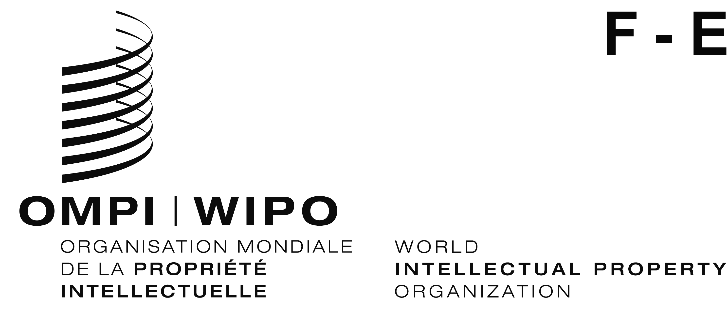 F - E
OMPI | WIPO
ORGANISATION MONDIALE
DE LA PROPRIÉTÉ
INTELLECTUELLE
WORLD
INTELLECTUAL PROPERTY
ORGANIZATION